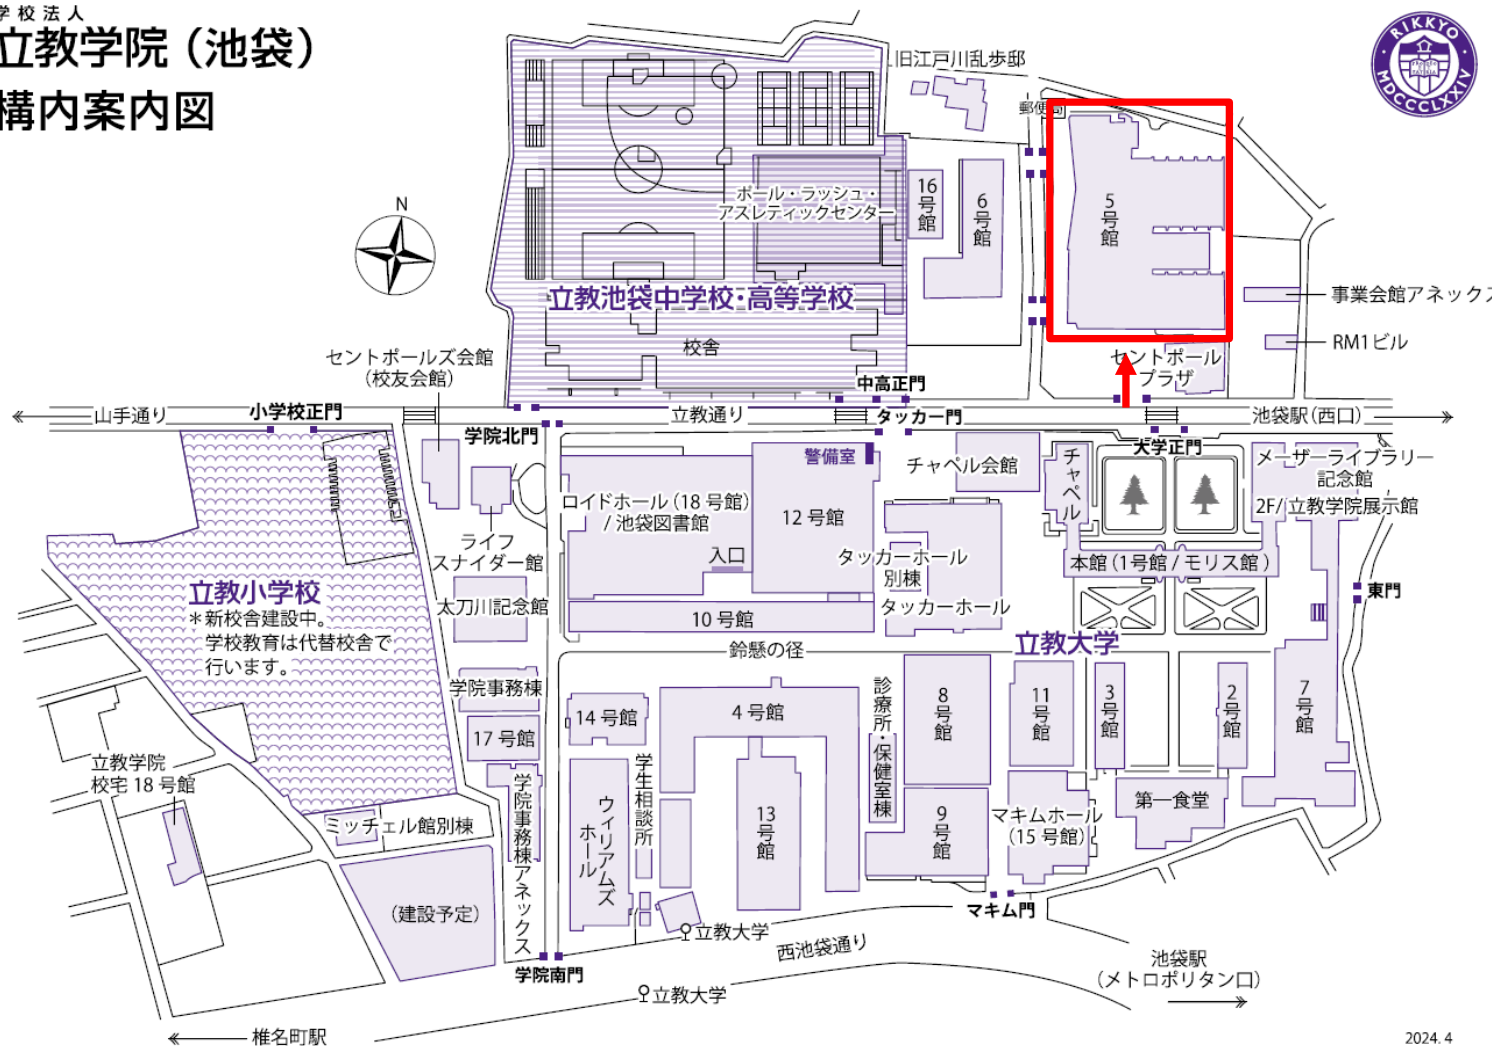 学校法人
立教学院（池袋）
構内案内図
RIKKYO
MDCCCLXXIV
N
旧江戸川乱歩邸
郵便局
ポール・ラッシュ・
アスレティックセンター
16号館
6号館
5号館
立教池袋中学校・高等学校
校舎
事業会館アネックス
RM1ビル
セントポール
プラザ
セントポールズ会館
（校友会館）
中高正門
山手通り
小学校正門
立教通り
タッカー門
池袋駅（西口）
学院北門
大学正門
警備室
チャペル会館
チャペル
メーザーライブラリー
記念館
2F/立教学院展示館
ロイドホール（18号館）
/池袋図書館
12号館
入口
ライフ
スナイダー館
タッカーホール
別棟
本館（1号館/モリス館）
立教小学校
＊新校舎建設中。
学校教育は代替校舎で
行います。
太刀川記念館
10号館
タッカーホール
東門
立教大学
鈴懸の径
学院事務棟
14号館
4号館
診療所・保健室棟
8号館
11号館
3号館
2号館
7号館
17号館
立教学院
校宅18号館
学院事務棟アネックス
学生相談所
ウィリアムズ
ホール
13号館
9号館
マキムホール
（15号館）
第一食堂
ミッチェル館別棟
（建設予定）
マキム門
立教大学
西池袋通り
学院南門
立教大学
池袋駅
（メトロポリタン口）
椎名町駅
2024.4